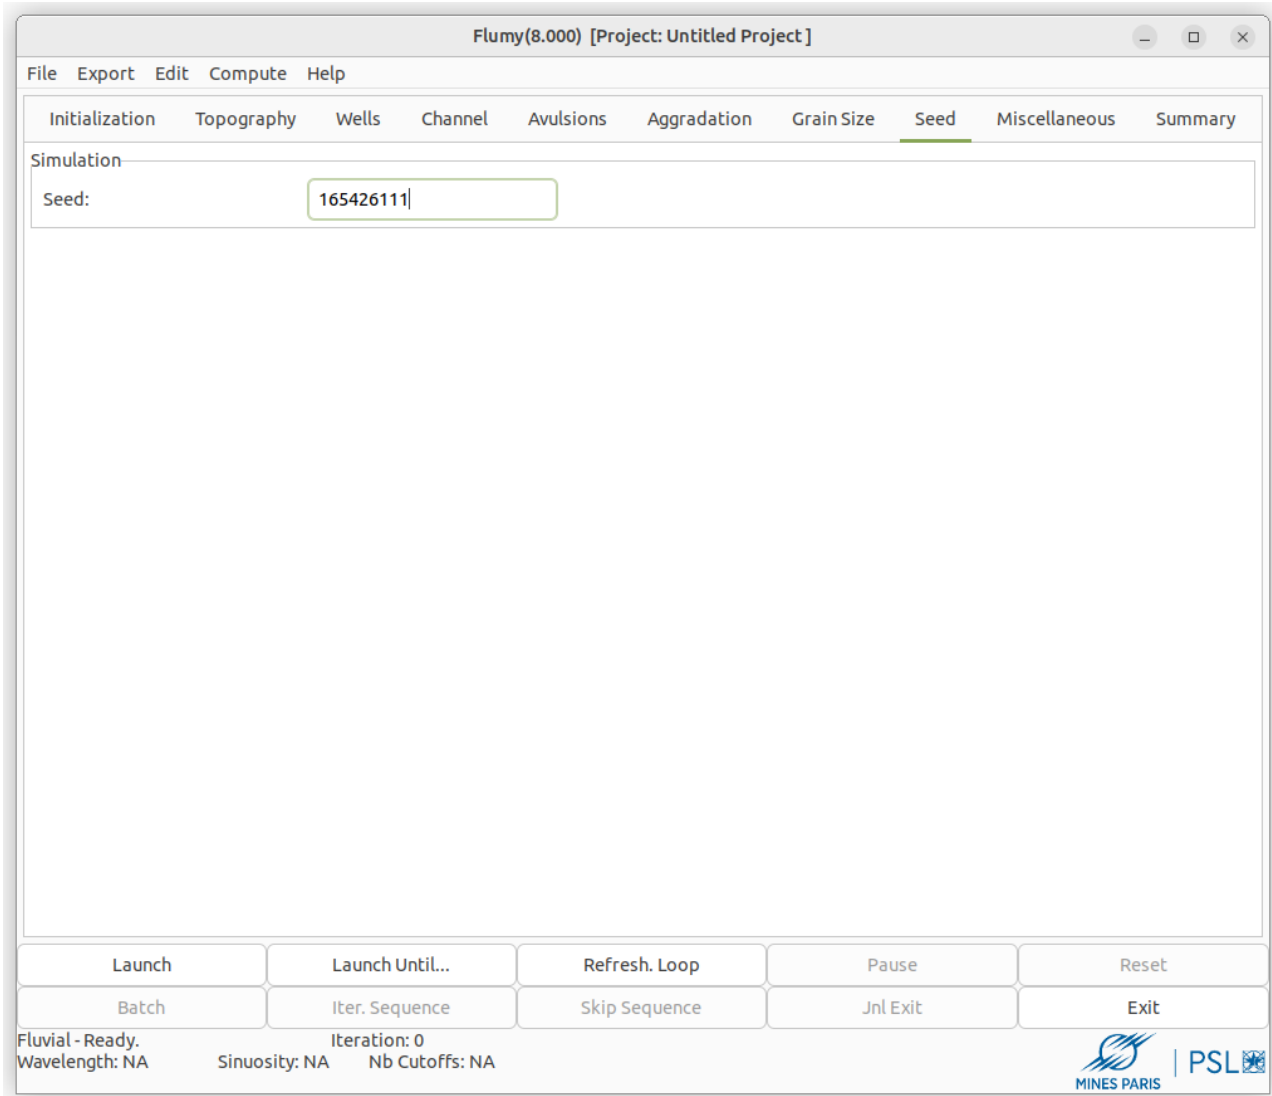 Flumy(8.000) [Project: Untitled Project ]
File Export Edit Compute Help
Initialization Topography Wells Channel Avulsions Aggradation Grain Size Seed Miscellaneous Summary
Simulation
Seed: 165426111
Launch Launch Until... Refresh. Loop Pause Reset
Batch Iter. Sequence Skip Sequence Jnl Exit Exit
Fluvial - Ready. Iteration: 0
Wavelength: NA Sinuosity: NA Nb Cutoffs: NA
MINES PARIS | PSL